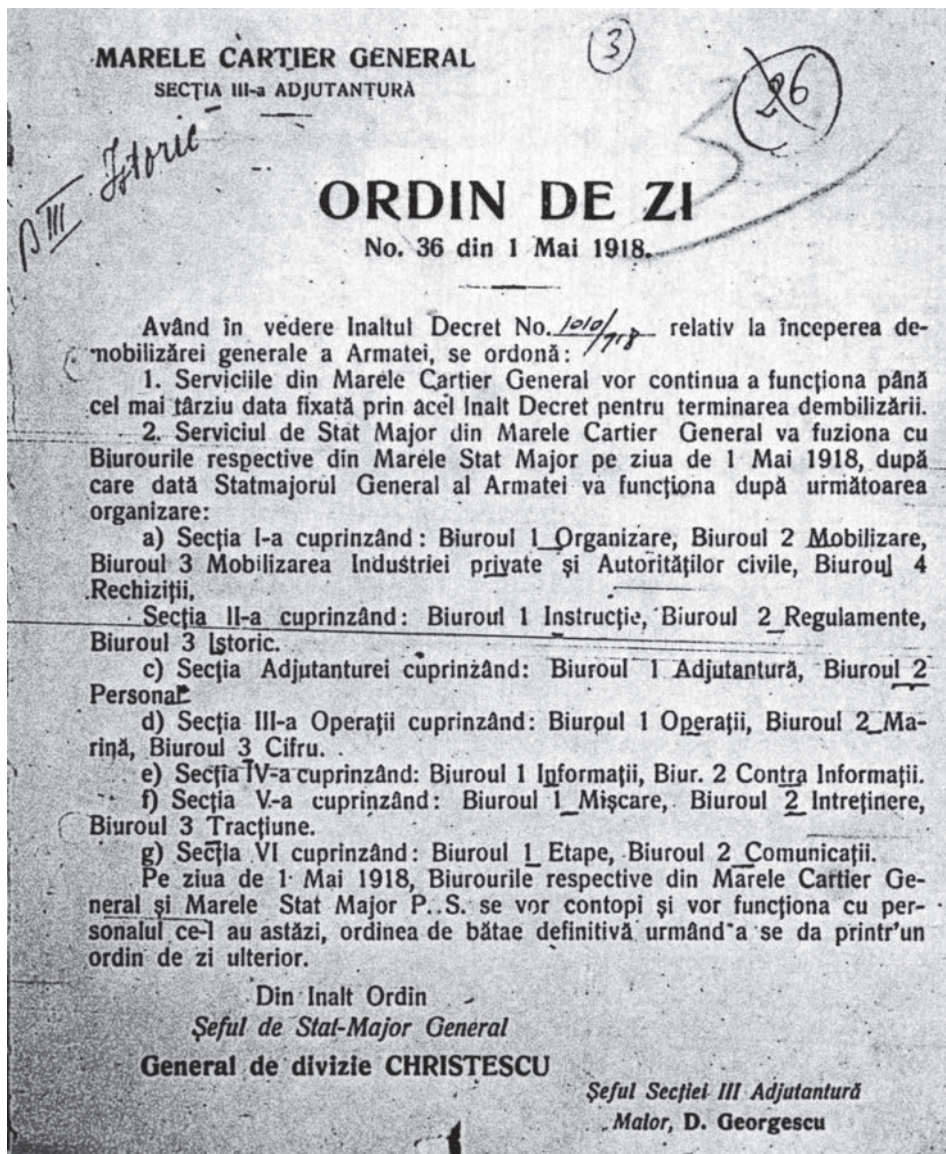 MARELE CARTIER GENERAL
SECȚIA III-a ADJUTANTURĂ
3
26
III Istoric
ORDIN DE ZI
No. 36 din 1 Mai 1918.
Având în vedere Inaltul Decret No. 1010/918 relativ la începerea de-
mobilizărei generale a Armatei, se ordonă:
1. Serviciile din Marele Cartier General vor continua a funcționa până
cel mai târziu data fixată prin acel Inalt Decret pentru terminarea dembilizării.
2. Serviciul de Stat Major din Marele Cartier General va fuziona cu
Biurourile respective din Marele Stat Major pe ziua de 1 Mai 1918, după
care dată Statmajorul General al Armatei va funcționa după următoarea
organizare:
a) Secția I-a cuprinzând: Biuroul 1 Organizare, Biuroul 2 Mobilizare,
Biuroul 3 Mobilizarea Industriei private și Autorităților civile, Biuroul 4
Rechiziții,
Secția II-a cuprinzând: Biuroul 1 Instrucție, Biuroul 2 Regulamente,
Biuroul 3 Istoric.
c) Secția Adjutanturei cuprinzând: Biuroul 1 Adjutantură, Biuroul 2
Personal
d) Secția III-a Operații cuprinzând: Biuroul 1 Operații, Biuroul 2 Ma-
rină, Biuroul 3 Cifru.
e) Secția IV-a cuprinzând: Biuroul 1 Informații, Biur. 2 Contra Informații.
f) Secția V-a cuprinzând: Biuroul 1 Mișcare, Biuroul 2 Intreținere,
Biuroul 3 Tracțiune.
g) Secția VI cuprinzând: Biuroul 1 Etape, Biuroul 2 Comunicații.
Pe ziua de 1 Mai 1918, Biurourile respective din Marele Cartier Ge-
neral și Marele Stat Major P..S. se vor contopi și vor funcționa cu per-
sonalul ce-l au astăzi, ordinea de bătae definitivă urmând a se da printr'un
ordin de zi ulterior.
Din Inalt Ordin
Șeful de Stat-Major General
General de divizie CHRISTESCU
Șeful Secției III Adjutantură
Maior, D. Georgescu